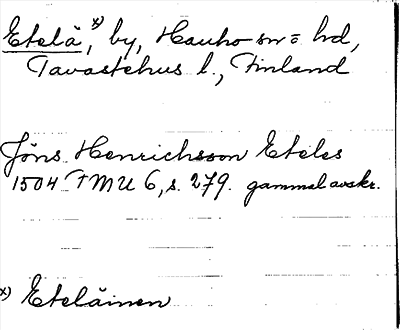 Etelä, x) by, Hauho sn = hd,
Tavastehus l., Finland
Jöns Henrichsson Eteles
1504 FMU 6, s. 279. gammal avskr.
x) Eteläinen